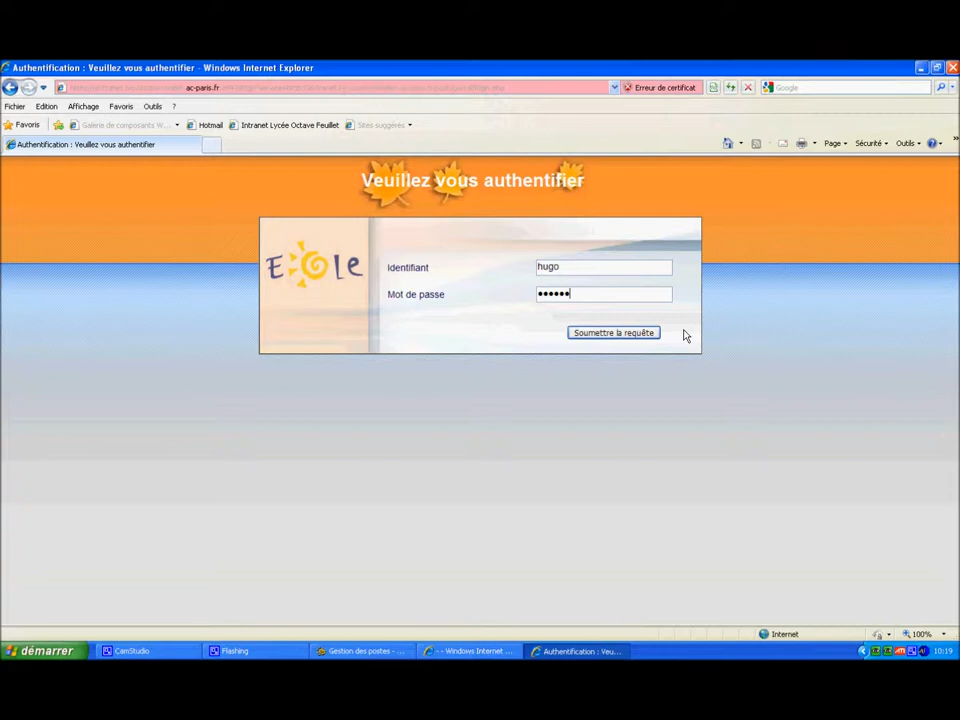 Authentification : Veuillez vous authentifier - Windows Internet Explorer
ac-paris.fr
Erreur de certificat
Google
Fichier Edition Affichage Favoris Outils ?
Favoris Galerie de composants W... Hotmail Intranet Lycée Octave Feuillet Sites suggérés
Authentification : Veuillez vous authentifier
Page Sécurité Outils
Veuillez vous authentifier
Eole
Identifiant hugo
Mot de passe ••••••
Soumettre la requête
Internet 100%
démarrer CamStudio Flashing Gestion des postes - ... - - Windows Internet ... Authentification : Veu... 10:19